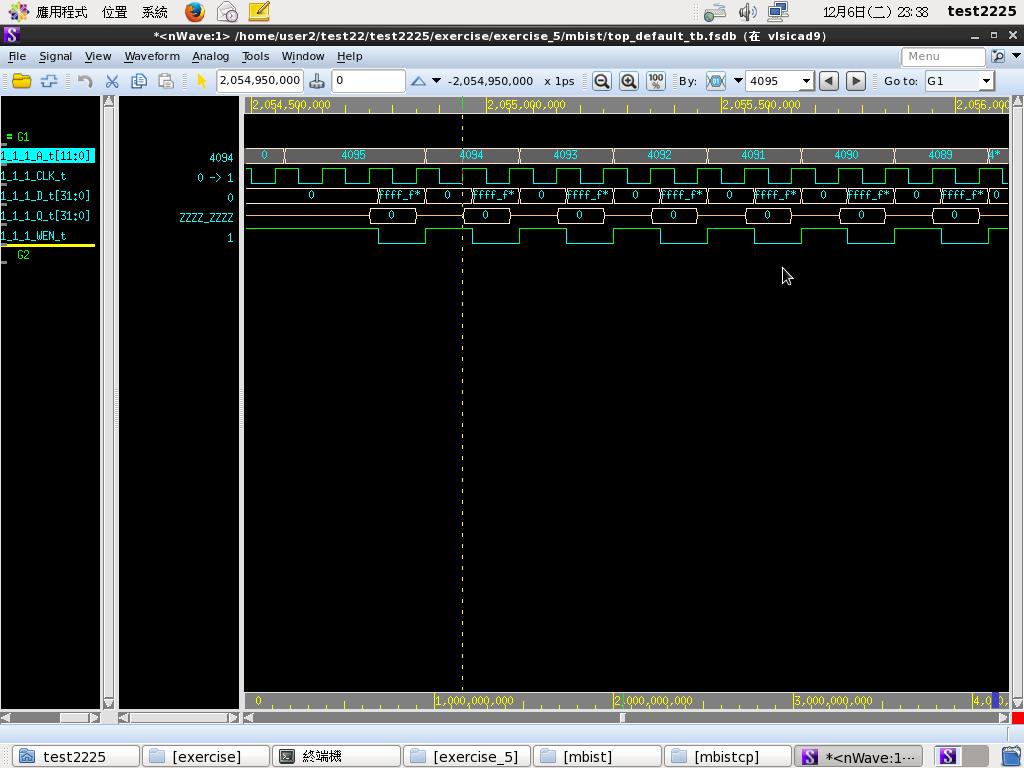 應用程式 位置 系統 12月6日(二) 23:38 test2225
*<nWave:1> /home/user2/test22/test2225/exercise/exercise_5/mbist/top_default_tb.fsdb (在 vlsicad9)
File Signal View Waveform Analog Tools Window Help Menu
2,054,950,000 0 -2,054,950,000 x 1ps 100 % By: 4095 Go to: G1
2,054,500,000 2,055,000,000 2,055,500,000 2,056,000
= G1
1_1_1_A_t[11:0] 4094 0 4095 4094 4093 4092 4091 4090 4089 4*
1_1_1_CLK_t 0 -> 1
1_1_1_D_t[31:0] 0 0 ffff_f* 0 ffff_f* 0 ffff_f* 0 ffff_f* 0 ffff_f* 0 ffff_f* 0 ffff_f* 0
1_1_1_Q_t[31:0] ZZZZ_ZZZZ 0 0 0 0 0 0 0
1_1_1_WEN_t 1
G2
0 1,000,000,000 2,000,000,000 3,000,000,000
test2225 [exercise] 終端機 [exercise_5] [mbist] [mbistcp] *<nWave:1-···